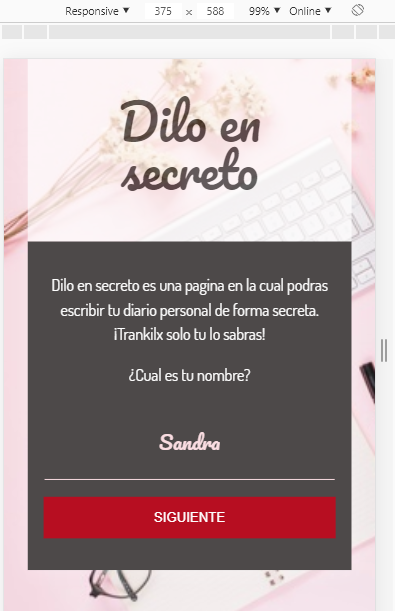 Responsive ▼ 375 x 588 99% ▼ Online ▼
Dilo en
secreto
Dilo en secreto es una pagina en la cual podras
escribir tu diario personal de forma secreta.
¡Trankilx solo tu lo sabras!
¿Cual es tu nombre?
Sandra
SIGUIENTE